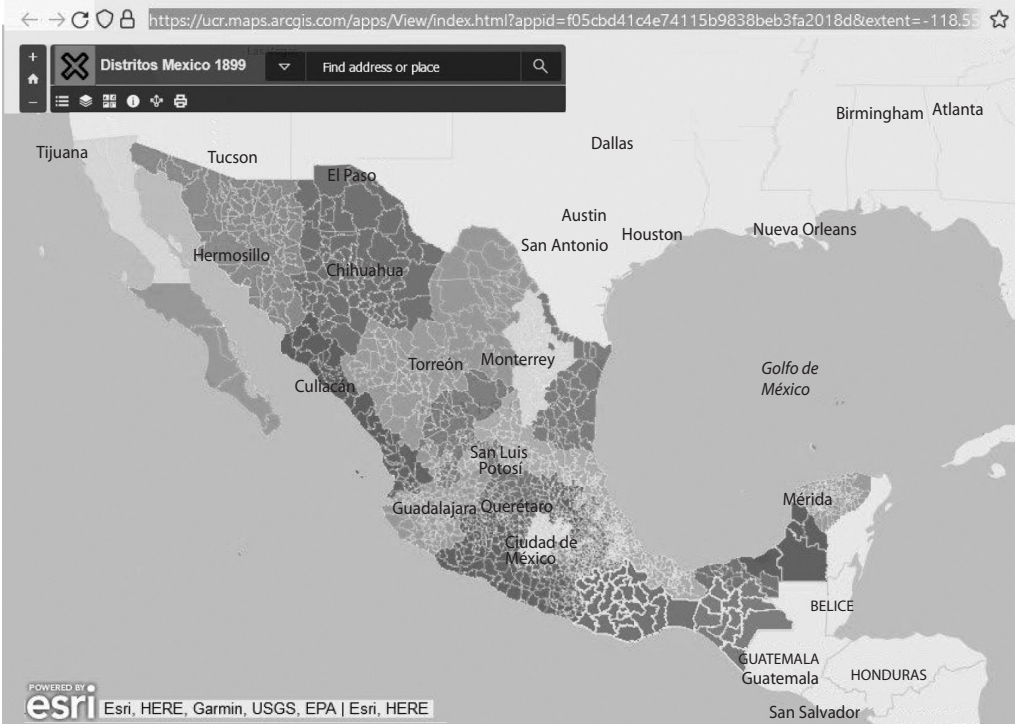 https://ucr.maps.arcgis.com/apps/View/index.html?appid=f05cbd41c4e74115b9838beb3fa2018d&extent=-118.55
Distritos Mexico 1899
Find address or place
Birmingham
Atlanta
Dallas
Tijuana
Tucson
El Paso
Austin
San Antonio
Houston
Nueva Orleans
Hermosillo
Chihuahua
Torreón
Monterrey
Culiacán
Golfo de
México
San Luis
Potosí
Mérida
Guadalajara
Querétaro
Ciudad de
México
BELICE
GUATEMALA
Guatemala
HONDURAS
San Salvador
POWERED BY
esri
Esri, HERE, Garmin, USGS, EPA | Esri, HERE